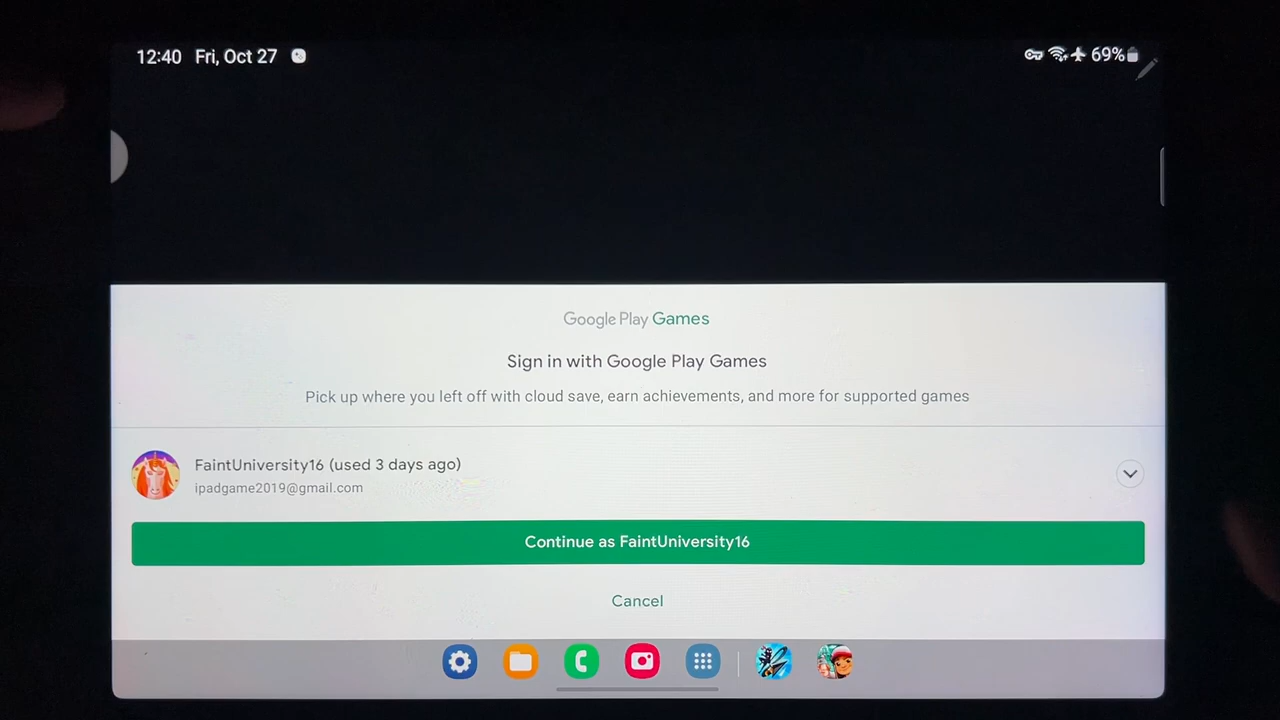 12:40 Fri, Oct 27
69%
Google Play Games
Sign in with Google Play Games
Pick up where you left off with cloud save, earn achievements, and more for supported games
FaintUniversity16 (used 3 days ago)
ipadgame2019@gmail.com
Continue as FaintUniversity16
Cancel